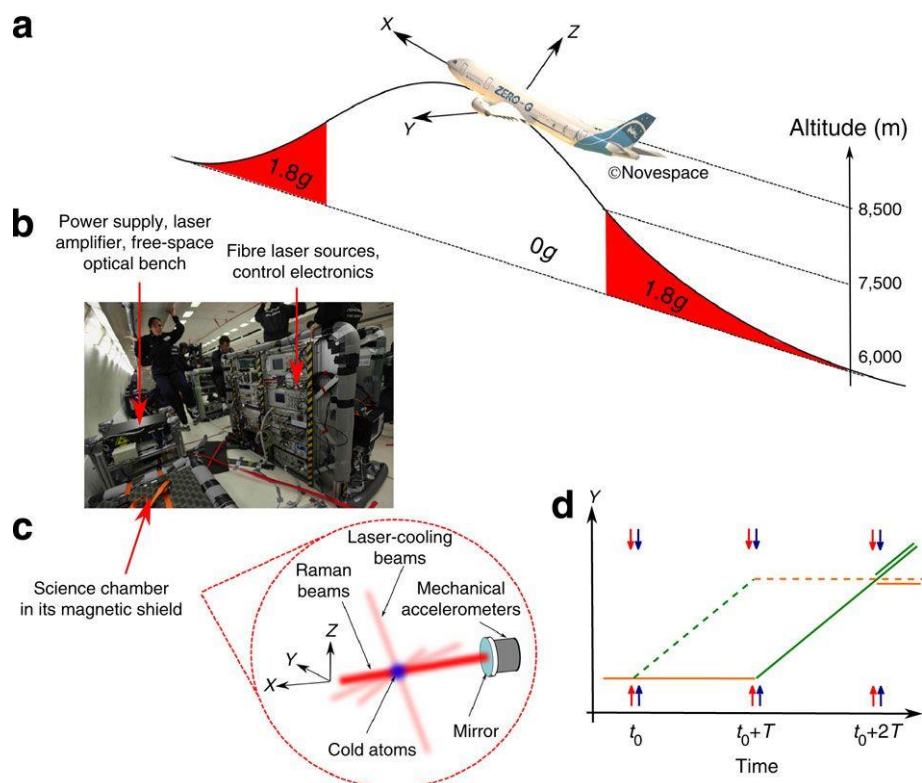 a
X
Z
Y
ZERO-G
©Novespace
Altitude (m)
8,500
7,500
6,000
1.8g
0g
1.8g
b
Power supply, laser
amplifier, free-space
optical bench
Fibre laser sources,
control electronics
Science chamber
in its magnetic shield
c
Laser-cooling
beams
Raman
beams
Mechanical
accelerometers
Z
Y
X
Cold atoms
Mirror
d
Y
t₀
t₀+T
t₀+2T
Time